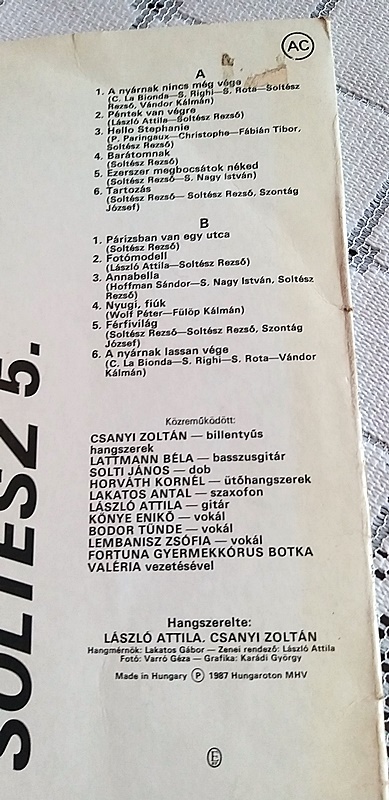 AC
A
1. A nyárnak nincs még vége
(C. La Bionda—S. Righi—S. Rota—Soltész
Rezső, Vándor Kálmán)
2. Péntek van végre
(László Attila—Soltész Rezső)
3. Hello Stephanie
(P. Paringaux—Christophe—Fábián Tibor,
Soltész Rezső)
4. Barátomnak
(Soltész Rezső)
5. Ezerszer megbocsátok néked
(Soltész Rezső—S. Nagy István)
6. Tartozás
(Soltész Rezső— Soltész Rezső, Szontág
József)
B
1. Párizsban van egy utca
(Soltész Rezső)
2. Fotómodell
(László Attila—Soltész Rezső)
3. Annabella
(Hoffman Sándor—S. Nagy István, Soltész
Rezső)
4. Nyugi, fiúk
(Wolf Péter—Fülöp Kálmán)
5. Férfivilág
(Soltész Rezső—Soltész Rezső, Szontág
József)
6. A nyárnak lassan vége
(C. La Bionda—S. Righi—S. Rota—Vándor
Kálmán)
Közreműködött:
CSANYI ZOLTÁN — billentyűs
hangszerek
LATTMANN BÉLA — basszusgitár
SOLTI JÁNOS — dob
HORVÁTH KORNÉL — ütőhangszerek
LAKATOS ANTAL — szaxofon
LÁSZLÓ ATTILA — gitár
KÖNYE ENIKŐ — vokál
BODOR TÜNDE — vokál
LEMBANISZ ZSÓFIA — vokál
FORTUNA GYERMEKKÓRUS BOTKA
VALÉRIA vezetésével
Hangszerelte:
LÁSZLÓ ATTILA, CSANYI ZOLTÁN
Hangmérnök: Lakatos Gábor — Zenei rendező: László Attila
Fotó: Varró Géza — Grafika: Karádi György
Made in Hungary Ⓟ 1987 Hungaroton MHV
SOLTÉSZ 5.